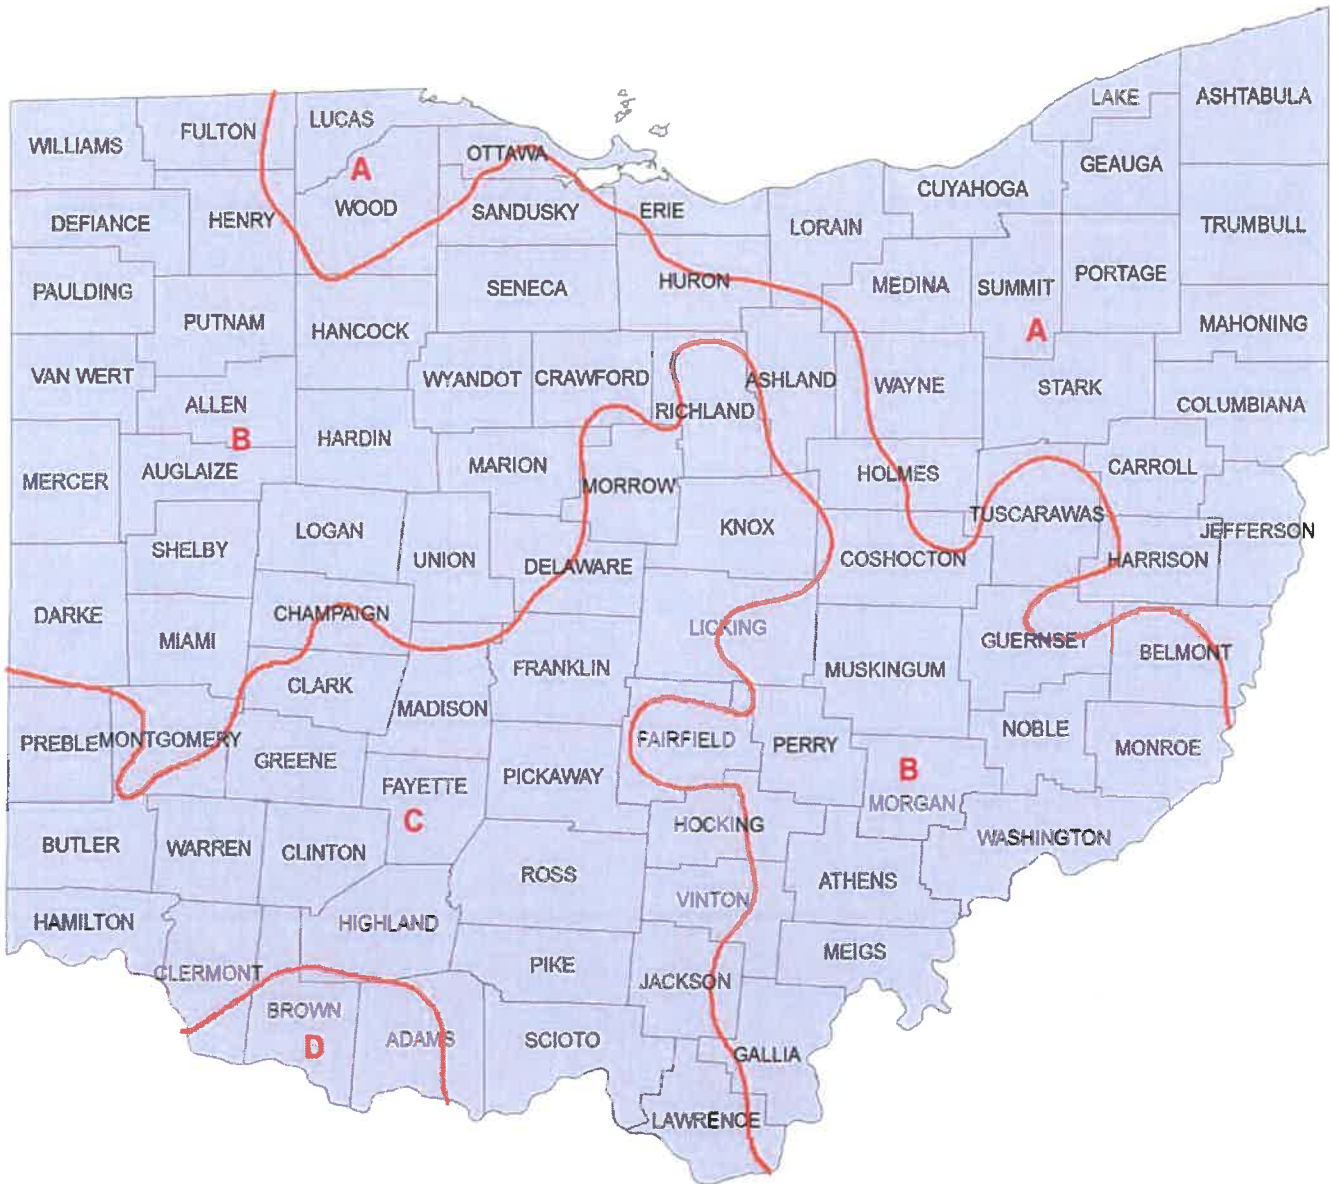 LAKE
ASHTABULA
LUCAS
FULTON
WILLIAMS
OTTAWA
GEAUGA
A
CUYAHOGA
WOOD
SANDUSKY
ERIE
HENRY
DEFIANCE
LORAIN
TRUMBULL
PORTAGE
HURON
MEDINA
SUMMIT
SENECA
PAULDING
PUTNAM
HANCOCK
A
MAHONING
VAN WERT
WYANDOT
CRAWFORD
ASHLAND
WAYNE
STARK
ALLEN
RICHLAND
COLUMBIANA
B
HARDIN
AUGLAIZE
MERCER
MARION
MORROW
HOLMES
CARROLL
TUSCARAWAS
KNOX
LOGAN
JEFFERSON
SHELBY
UNION
DELAWARE
COSHOCTON
HARRISON
DARKE
CHAMPAIGN
MIAMI
LICKING
GUERNSEY
BELMONT
FRANKLIN
MUSKINGUM
CLARK
MADISON
NOBLE
PREBLE
MONTGOMERY
FAIRFIELD
PERRY
MONROE
GREENE
PICKAWAY
B
FAYETTE
MORGAN
C
HOCKING
WASHINGTON
BUTLER
WARREN
CLINTON
ROSS
ATHENS
VINTON
HAMILTON
HIGHLAND
MEIGS
CLERMONT
PIKE
JACKSON
BROWN
ADAMS
SCIOTO
D
GALLIA
LAWRENCE